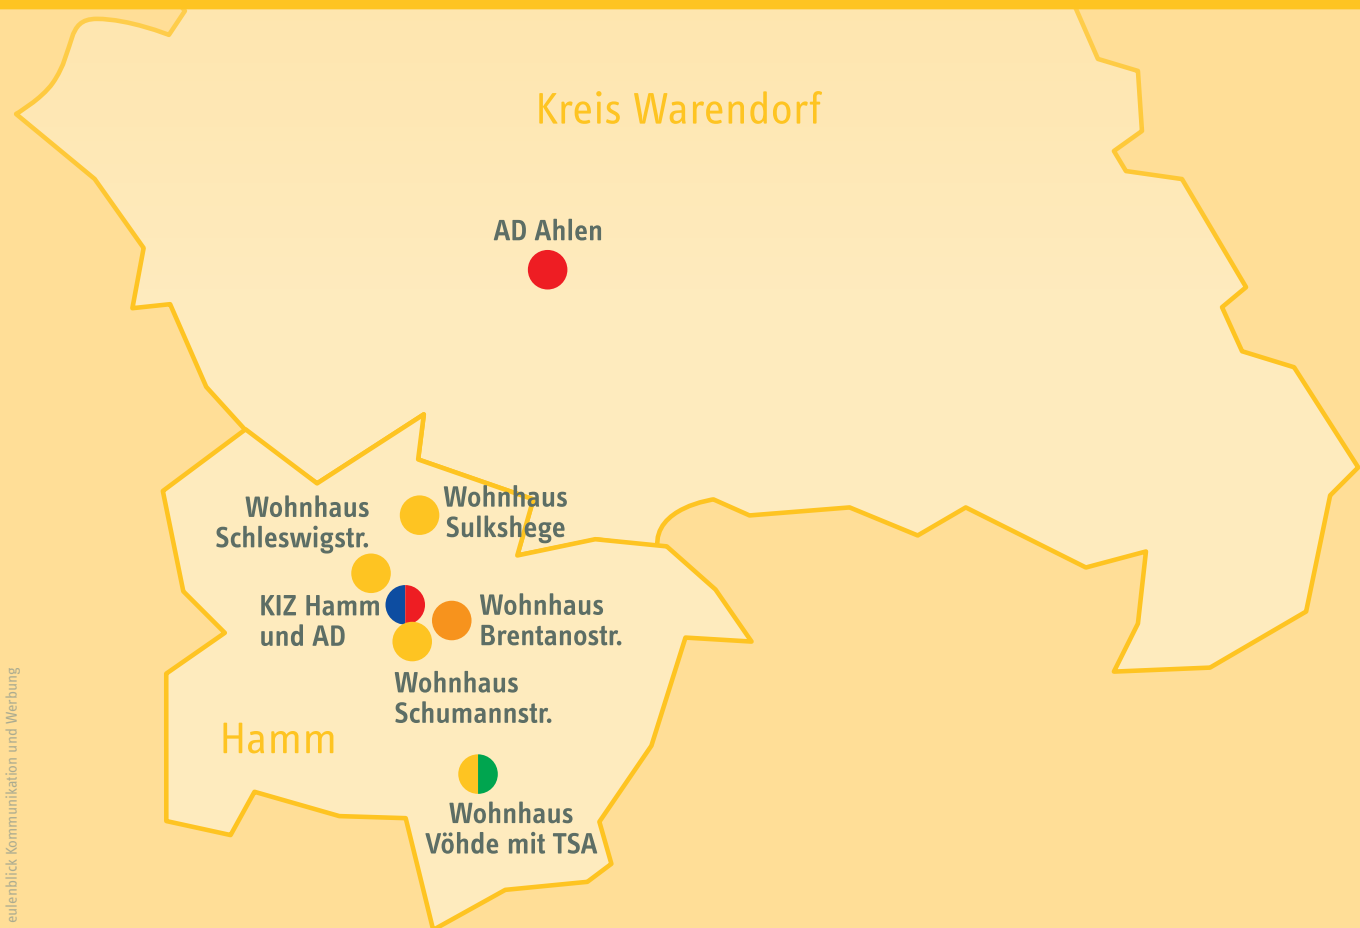 Kreis Warendorf
AD Ahlen
Wohnhaus
Sulkshege
Wohnhaus
Schleswigstr.
KIZ Hamm
und AD
Wohnhaus
Brentanostr.
Wohnhaus
Schumannstr.
Hamm
Wohnhaus
Vöhde mit TSA
eulenblick Kommunikation und Werbung